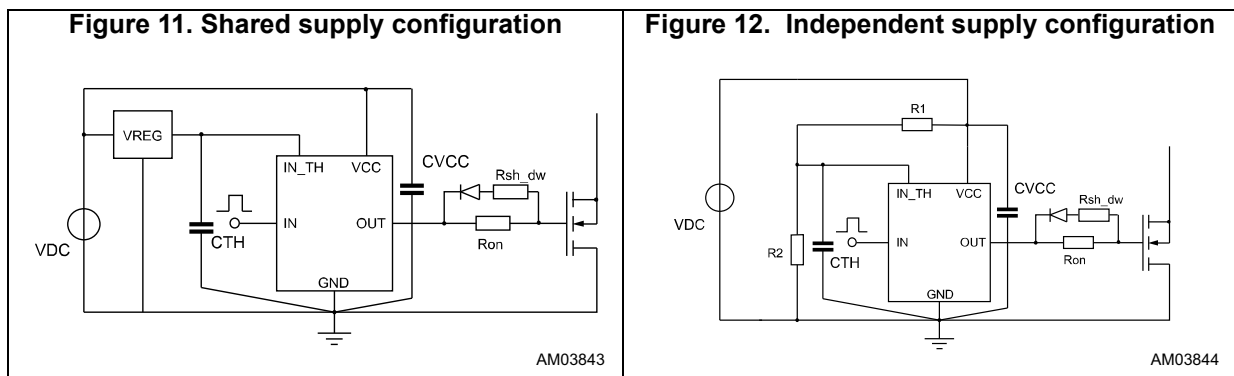 Figure 11. Shared supply configuration
VREG
IN_TH
VCC
CVCC
Rsh_dw
IN
OUT
CTH
Ron
VDC
GND
AM03843
Figure 12. Independent supply configuration
R1
IN_TH
VCC
CVCC
Rsh_dw
VDC
IN
OUT
R2
CTH
Ron
GND
AM03844